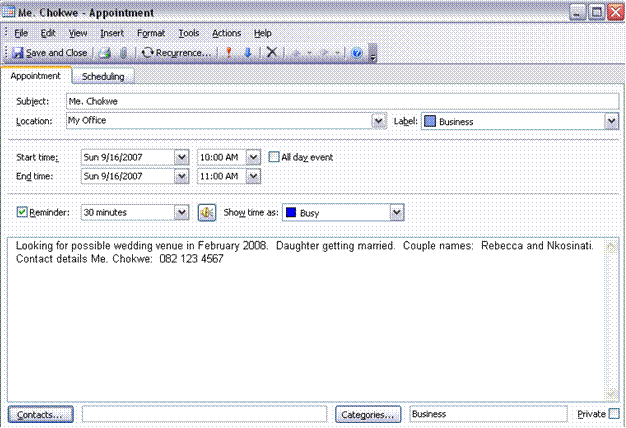 Me. Chokwe - Appointment
File Edit View Insert Format Tools Actions Help
Save and Close Recurrence...
Appointment Scheduling
Subject: Me. Chokwe
Location: My Office Label: Business
Start time: Sun 9/16/2007 10:00 AM All day event
End time: Sun 9/16/2007 11:00 AM
Reminder: 30 minutes Show time as: Busy
Looking for possible wedding venue in February 2008. Daughter getting married. Couple names: Rebecca and Nkosinati.
Contact details Me. Chokwe: 082 123 4567
Contacts... Categories... Business Private